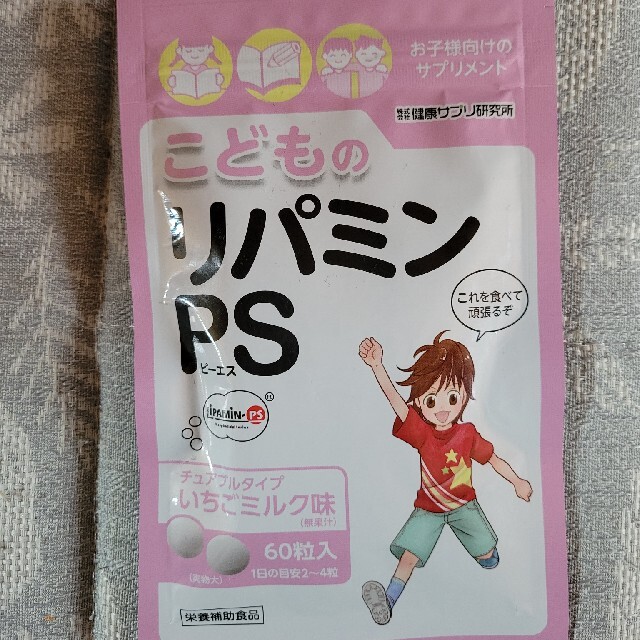 お子様向けの
サプリメント
株式会社 健康サプリ研究所
こどもの
リパミン
PS
ピーエス
これを食べて
頑張るぞ
LIPAMIN-PS
®
チュアブルタイプ
いちごミルク味
(無果汁)
60粒入
1日の目安2〜4粒
(実物大)
栄養補助食品